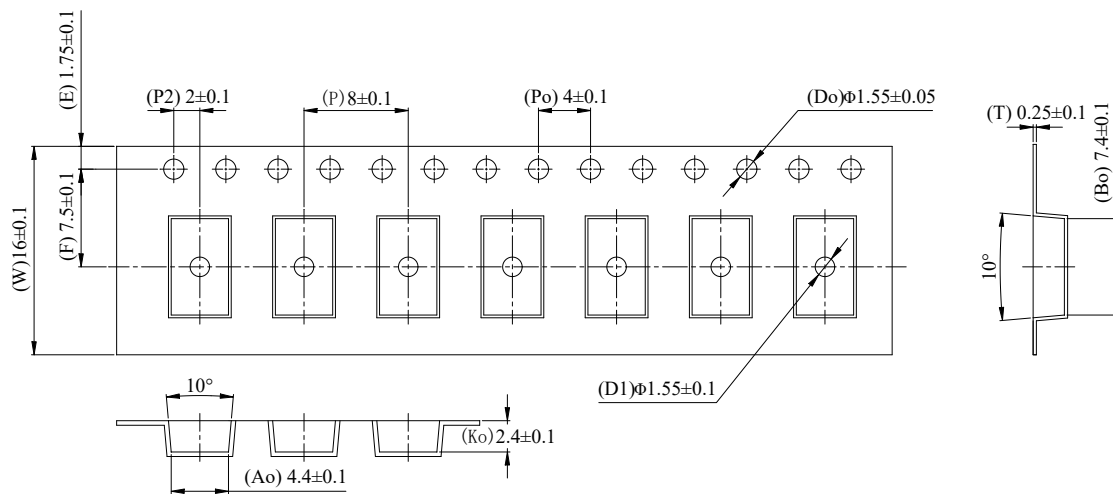 (E) 1.75±0.1
(P2) 2±0.1
(P)8±0.1
(Po) 4±0.1
(Do)Φ1.55±0.05
(T) 0.25±0.1
(Bo) 7.4±0.1
(F) 7.5±0.1
(W)16±0.1
10°
(D1)Φ1.55±0.1
10°
(Ko)2.4±0.1
(Ao) 4.4±0.1